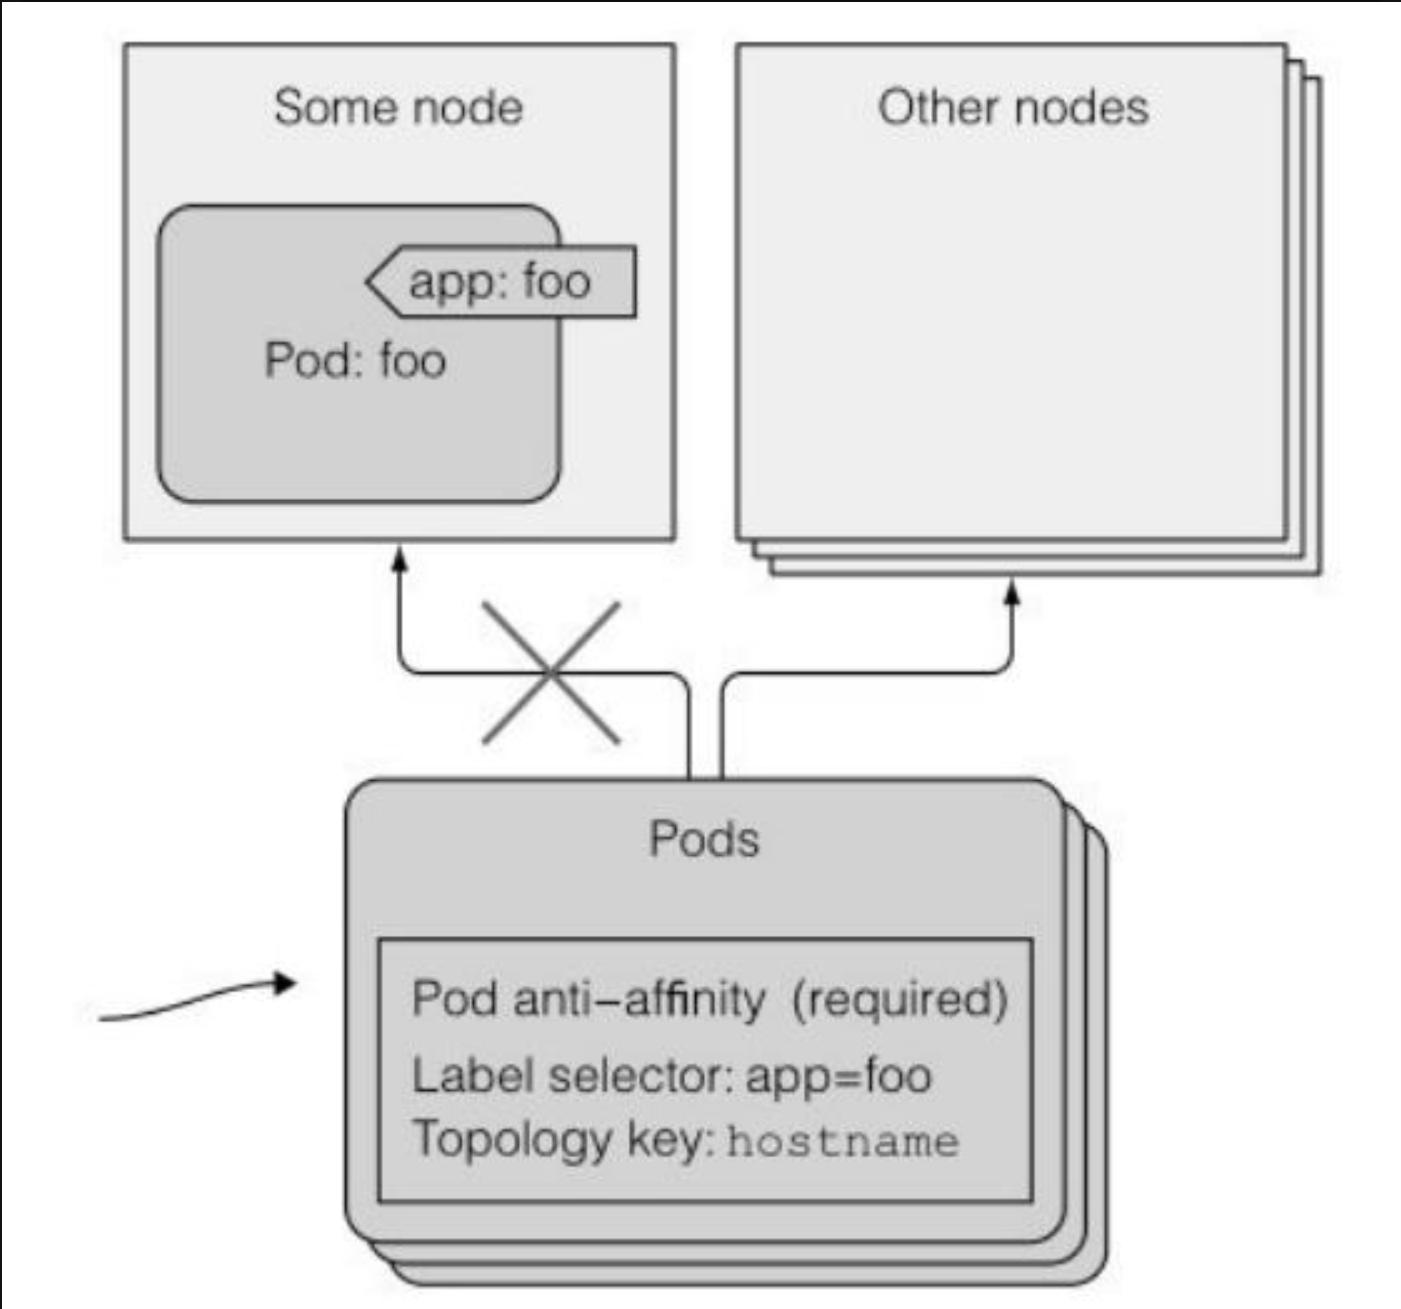 Some node
Other nodes
app: foo
Pod: foo
Pods
Pod anti–affinity (required)
Label selector: app=foo
Topology key: hostname